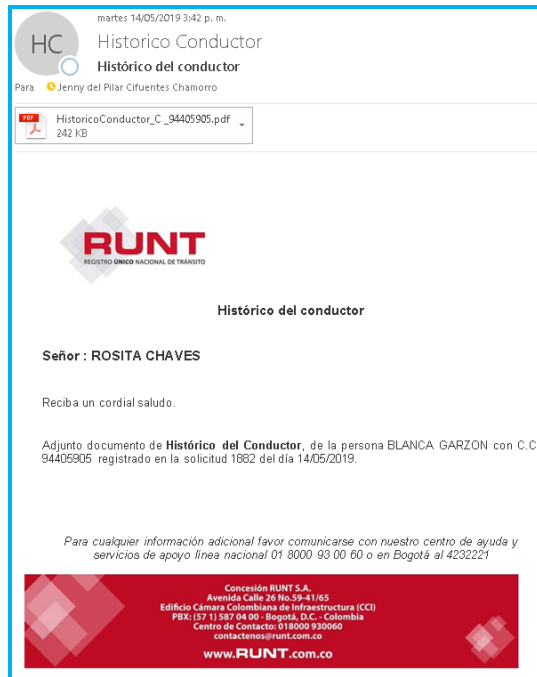 martes 14/05/2019 3:42 p. m.
HC
Historico Conductor
Histórico del conductor
Para Jenny del Pilar Cifuentes Chamorro
PDF
HistoricoConductor_C _94405905.pdf
242 KB
RUNT
REGISTRO ÚNICO NACIONAL DE TRÁNSITO
Histórico del conductor
Señor : ROSITA CHAVES
Reciba un cordial saludo.
Adjunto documento de Histórico del Conductor, de la persona BLANCA GARZON con C.C
94405905 registrado en la solicitud 1882 del día 14/05/2019.
Para cualquier información adicional favor comunicarse con nuestro centro de ayuda y
servicios de apoyo línea nacional 01 8000 93 00 60 o en Bogotá al 4232221
Concesión RUNT S.A.
Avenida Calle 26 No.59-41/65
Edificio Cámara Colombiana de Infraestructura (CCI)
PBX: (57 1) 587 04 00 - Bogotá, D.C. - Colombia
Centro de Contacto: 018000 930060
contactenos@runt.com.co
www.RUNT.com.co